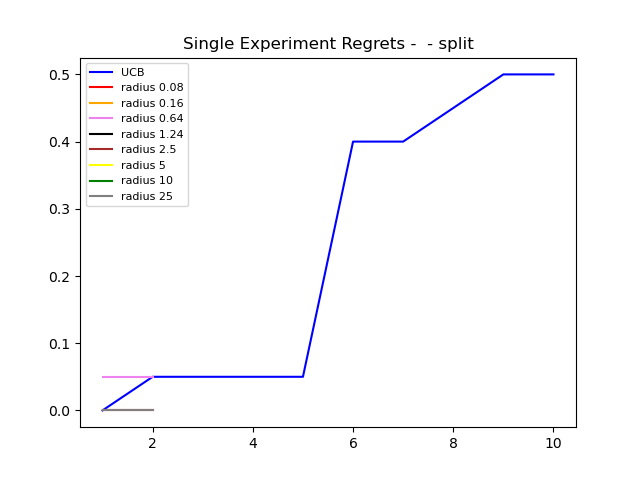 Single Experiment Regrets -  - split
UCB
radius 0.08
radius 0.16
radius 0.64
radius 1.24
radius 2.5
radius 5
radius 10
radius 25
0.5
0.4
0.3
0.2
0.1
0.0
2 4 6 8 10